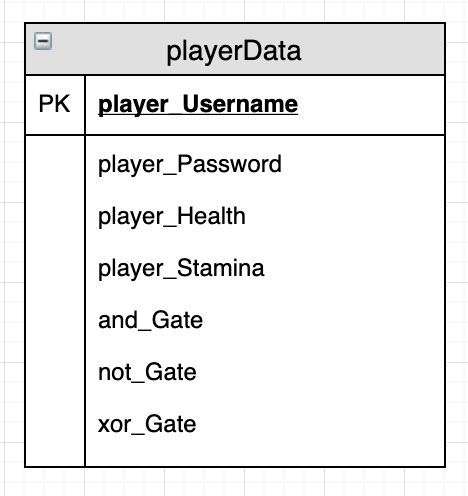 playerData
PK player_Username
player_Password
player_Health
player_Stamina
and_Gate
not_Gate
xor_Gate